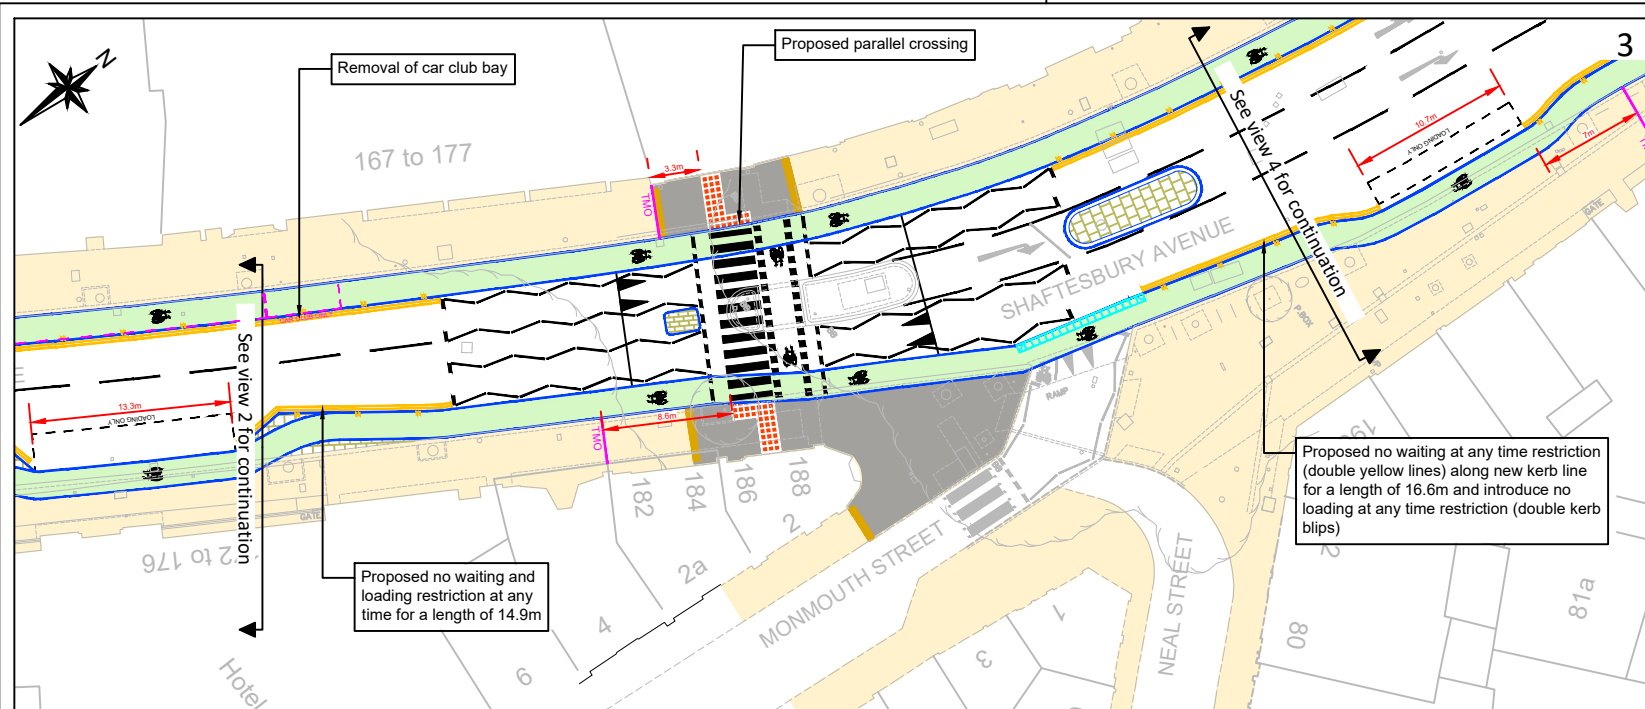 3
N
Removal of car club bay
Proposed parallel crossing
167 to 177
3.3m
TMO
10.7m
LOADING ONLY
7m
See view 4 for continuation
SHAFTESBURY AVENUE
GATE
P.BOX
RAMP
13.3m
LOADING ONLY
See view 2 for continuation
8.6m
TMO
GATE
182
184
186
188
2
2a
4
6
172 to 176
Hotel
MONMOUTH STREET
NEAL STREET
1
3
80
81a
Proposed no waiting and
loading restriction at any
time for a length of 14.9m
Proposed no waiting at any time restriction
(double yellow lines) along new kerb line
for a length of 16.6m and introduce no
loading at any time restriction (double kerb
blips)